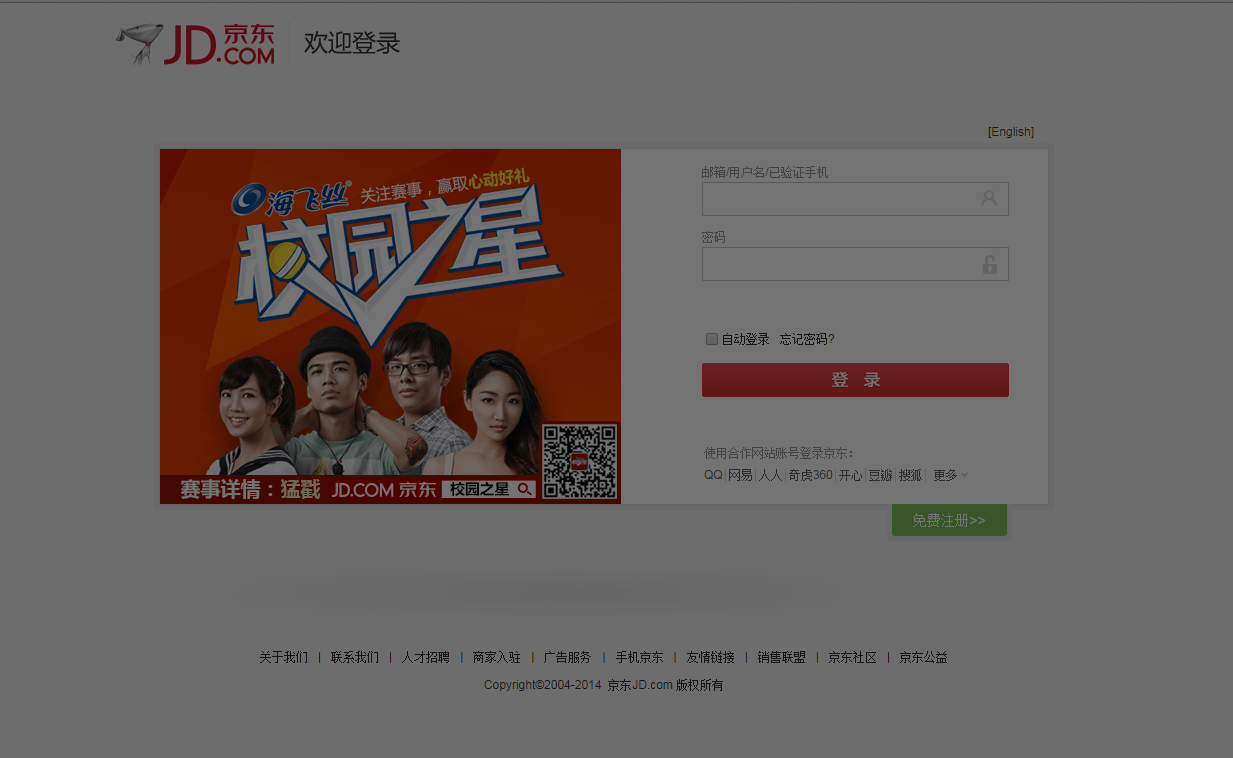 JD.COM 京东
欢迎登录
[English]
海飞丝 关注赛事，赢取心动好礼
校园之星
赛事详情：猛戳 JD.COM 京东 校园之星
邮箱/用户名/已验证手机
密码
自动登录 忘记密码?
登 录
使用合作网站账号登录京东：
QQ | 网易 | 人人 | 奇虎360 | 开心 | 豆瓣 | 搜狐 | 更多
免费注册>>
关于我们 | 联系我们 | 人才招聘 | 商家入驻 | 广告服务 | 手机京东 | 友情链接 | 销售联盟 | 京东社区 | 京东公益
Copyright©2004-2014 京东JD.com 版权所有